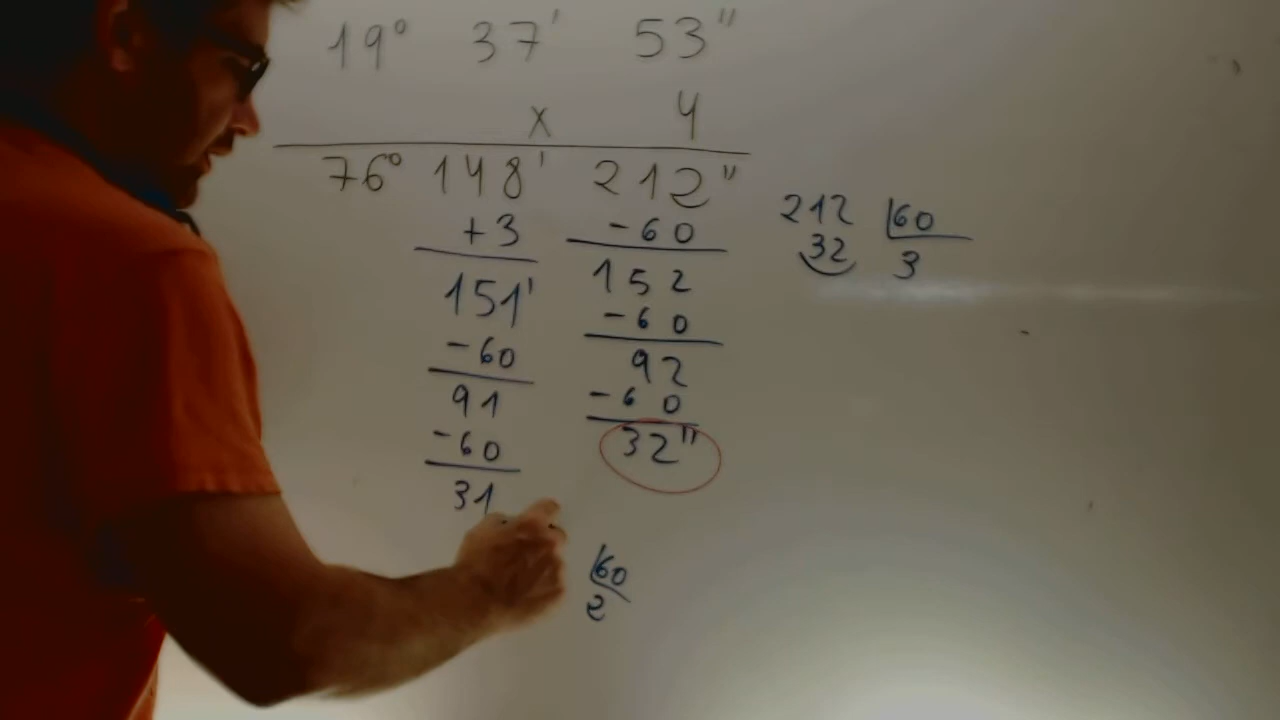 19° 37' 53"
x 4
76° 148' 212"
+3 -60 212 60
151' 152 32 3
-60 -60
91 92
-60 -60
31 32"
60
2